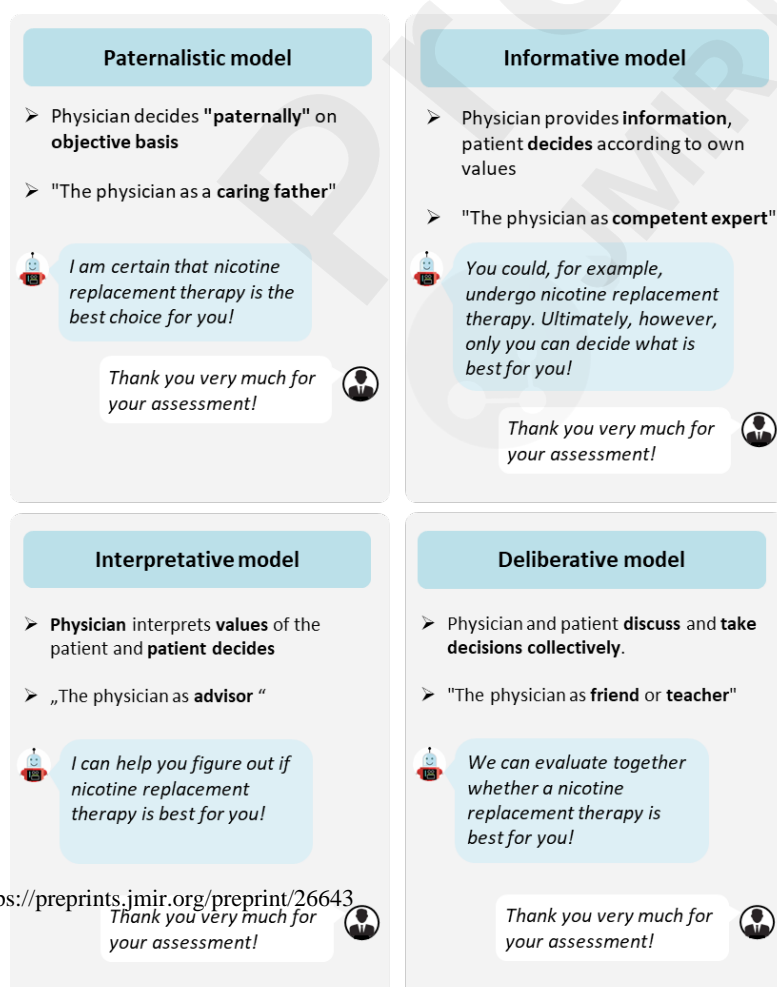 Paternalistic model
➢ Physician decides "paternally" on
objective basis
➢ "The physician as a caring father"
I am certain that nicotine
replacement therapy is the
best choice for you!
Thank you very much for
your assessment!
Informative model
➢ Physician provides information,
patient decides according to own
values
➢ "The physician as competent expert"
You could, for example,
undergo nicotine replacement
therapy. Ultimately, however,
only you can decide what is
best for you!
Thank you very much for
your assessment!
Interpretative model
➢ Physician interprets values of the
patient and patient decides
➢ „The physician as advisor “
I can help you figure out if
nicotine replacement
therapy is best for you!
ps://preprints.jmir.org/preprint/26643
Thank you very much for
your assessment!
Deliberative model
➢ Physician and patient discuss and take
decisions collectively.
➢ "The physician as friend or teacher"
We can evaluate together
whether a nicotine
replacement therapy is
best for you!
Thank you very much for
your assessment!
JMIR